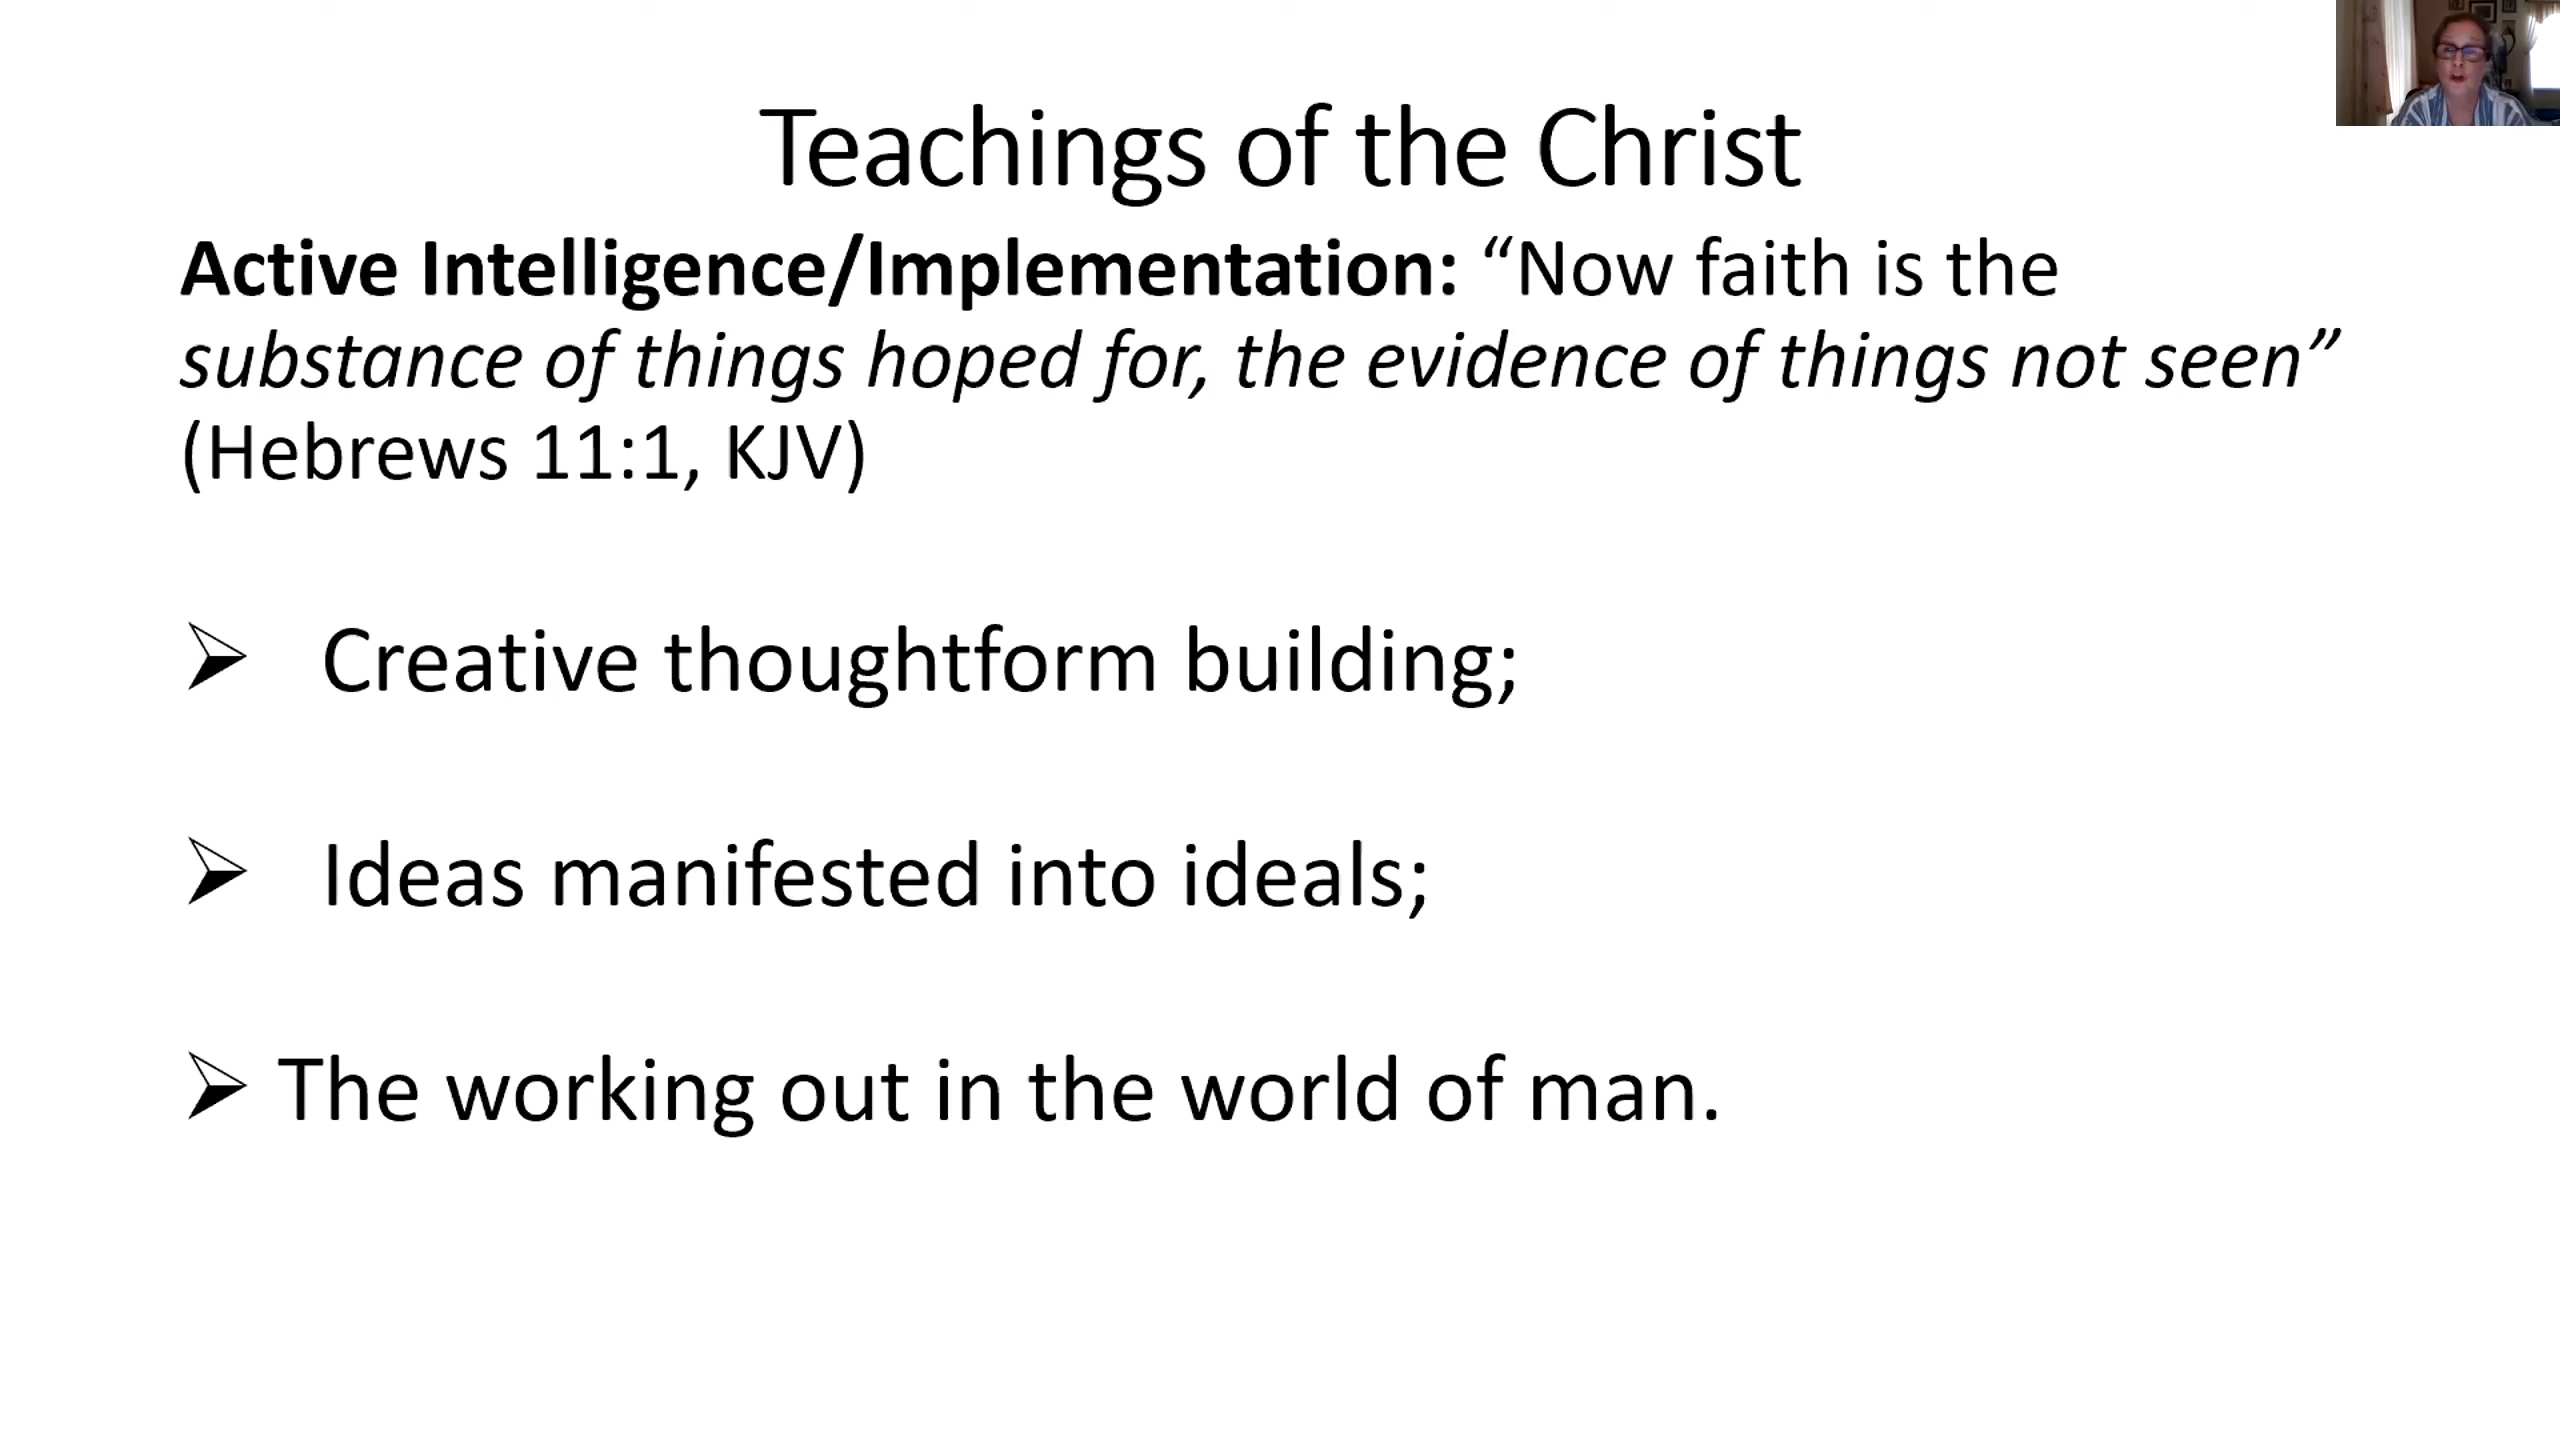 Teachings of the Christ
Active Intelligence/Implementation: “Now faith is the
substance of things hoped for, the evidence of things not seen”
(Hebrews 11:1, KJV)
➢ Creative thoughtform building;
➢ Ideas manifested into ideals;
➢ The working out in the world of man.